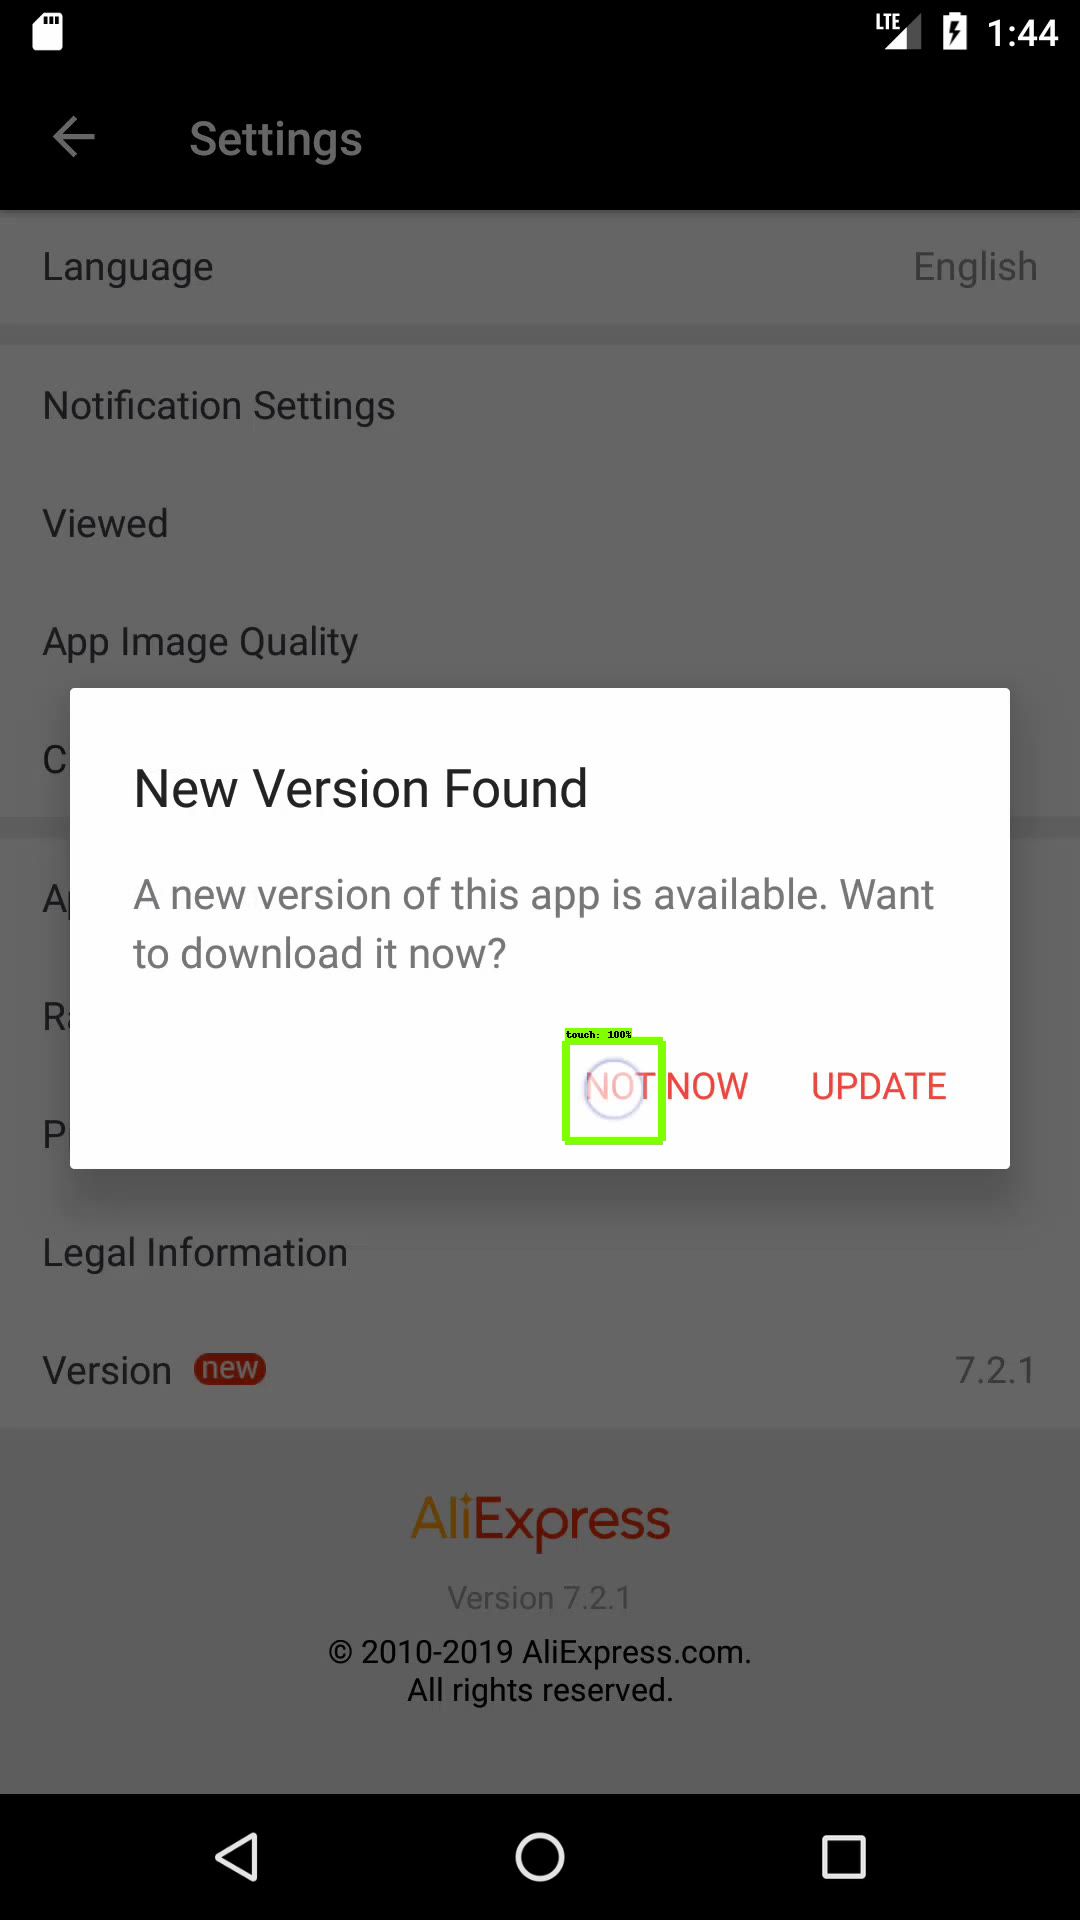 LTE 1:44
Settings
Language English
Notification Settings
Viewed
App Image Quality
C
New Version Found
A new version of this app is available. Want
to download it now?
touch: 100%
NOT NOW UPDATE
Legal Information
Version new 7.2.1
AliExpress
Version 7.2.1
© 2010-2019 AliExpress.com.
All rights reserved.